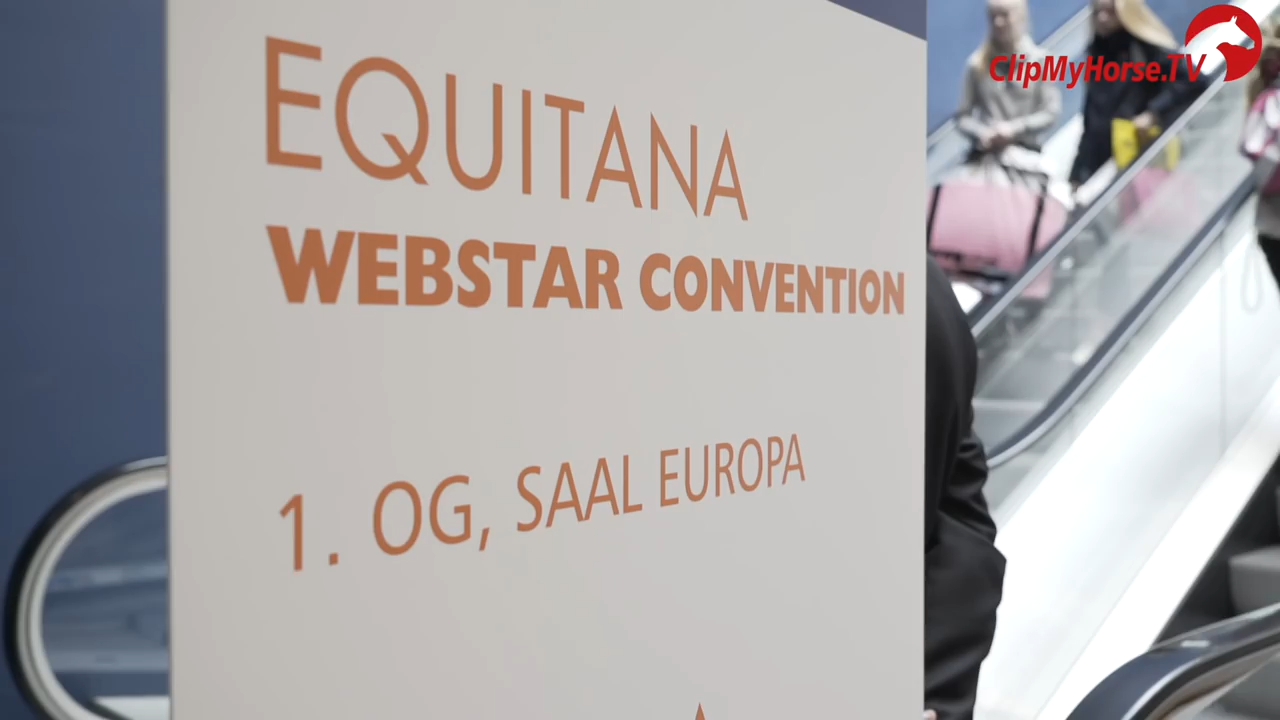 ClipMyHorse.TV
EQUITANA
WEBSTAR CONVENTION
1. OG, SAAL EUROPA